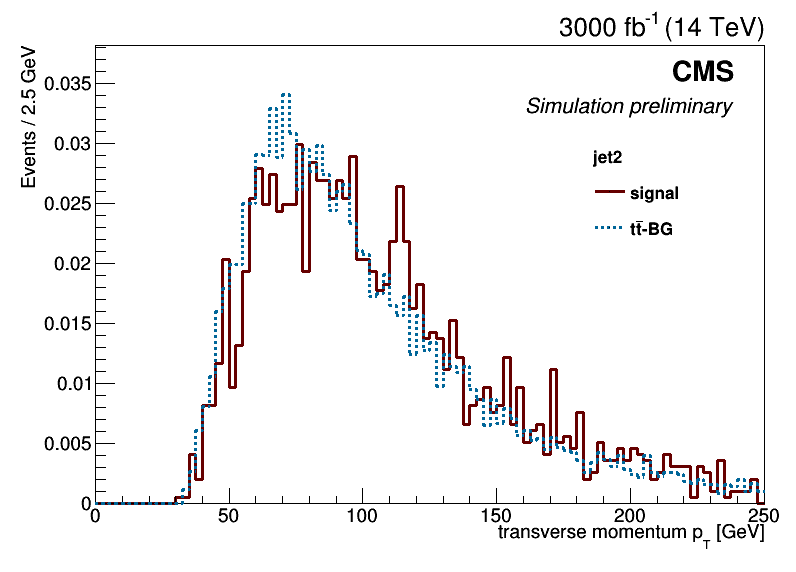 3000 fb⁻¹ (14 TeV)
CMS
Simulation preliminary
jet2
signal
tt̄-BG
Events / 2.5 GeV
0.035
0.03
0.025
0.02
0.015
0.01
0.005
0
0 50 100 150 200 250
transverse momentum p_T [GeV]